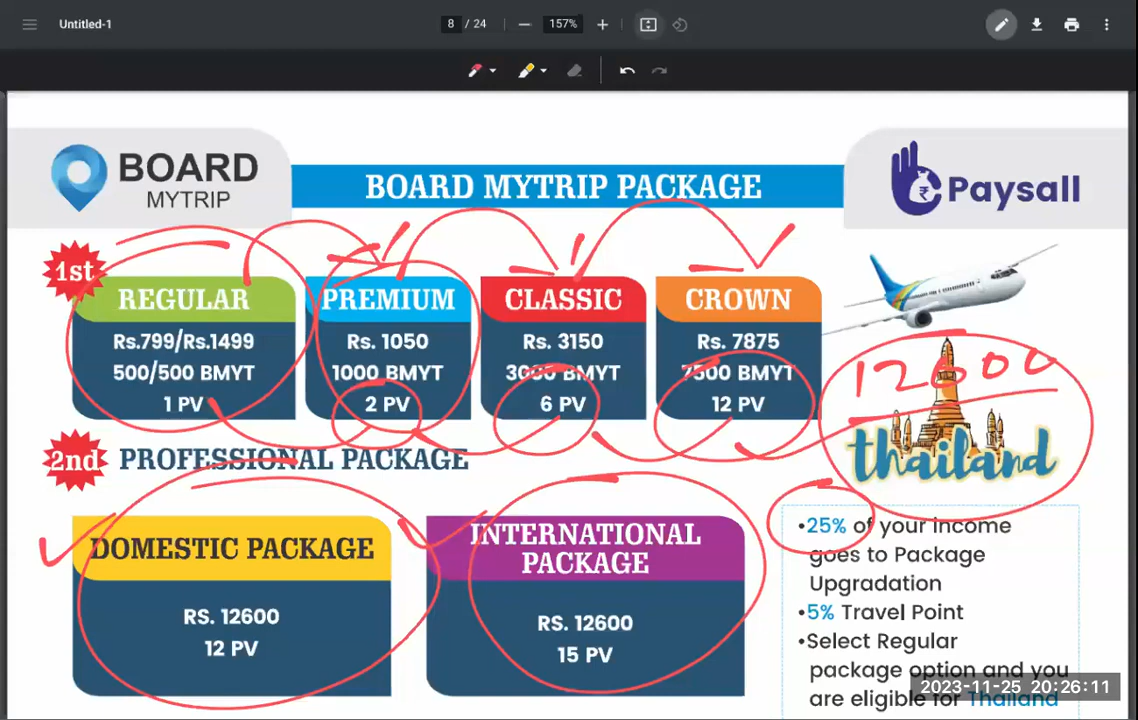 Untitled-1
8 / 24
157%
BOARD
MYTRIP
BOARD MYTRIP PACKAGE
Paysall
1st
REGULAR
Rs.799/Rs.1499
500/500 BMYT
1 PV
PREMIUM
Rs. 1050
1000 BMYT
2 PV
CLASSIC
Rs. 3150
3000 BMYT
6 PV
CROWN
Rs. 7875
7500 BMYT
12 PV
12600
thailand
2nd PROFESSIONAL PACKAGE
DOMESTIC PACKAGE
RS. 12600
12 PV
INTERNATIONAL
PACKAGE
RS. 12600
15 PV
•25% of your income
goes to Package
Upgradation
•5% Travel Point
•Select Regular
package option and you
are eligible for Thailand
2023-11-25 20:26:11